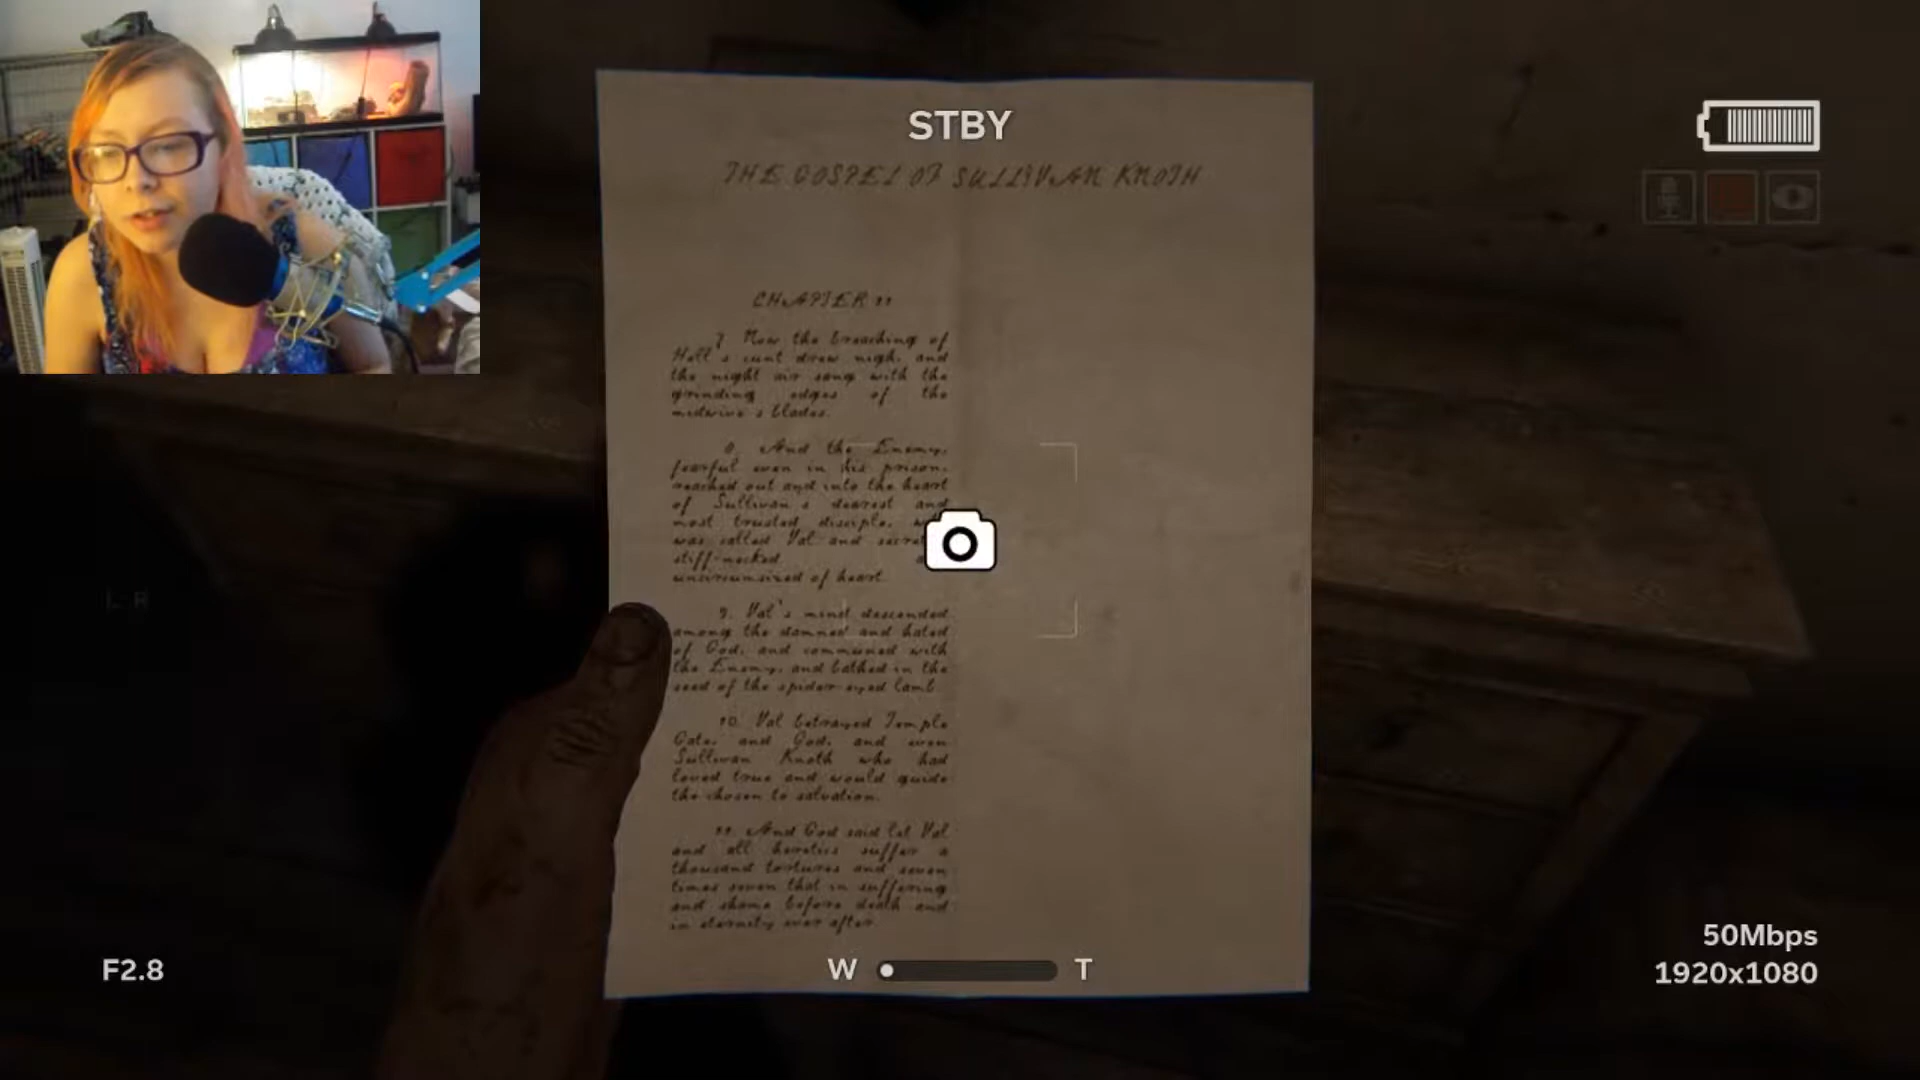 STBY
THE GOSPEL OF SULLIVAN KNOTH
CHAPTER 11
7. Now the breaching of
Hell's cunt drew nigh, and
the night air sang with the
grinding edges of the
midwive's blades.
8. And the Enemy,
fearful even in his prison,
reached out and into the heart
of Sullivan's dearest and
most trusted disciple,
was called Val and
stiff-necked
uncircumsized of heart.
9. Val's mind descended
among the damned and hated
of God, and communed with
the Enemy, and bathed in the
seed of the spider-eyed lamb.
10. Val betrayed Temple
Gate, and God, and even
Sullivan Knoth who had
loved true and would guide
the chosen to salvation.
11. And God said let Val
and all heretics suffer a
thousand tortures and seven
times seven that in suffering
and shame before death and
in eternity ever after.
L R
F2.8
W T
50Mbps
1920x1080